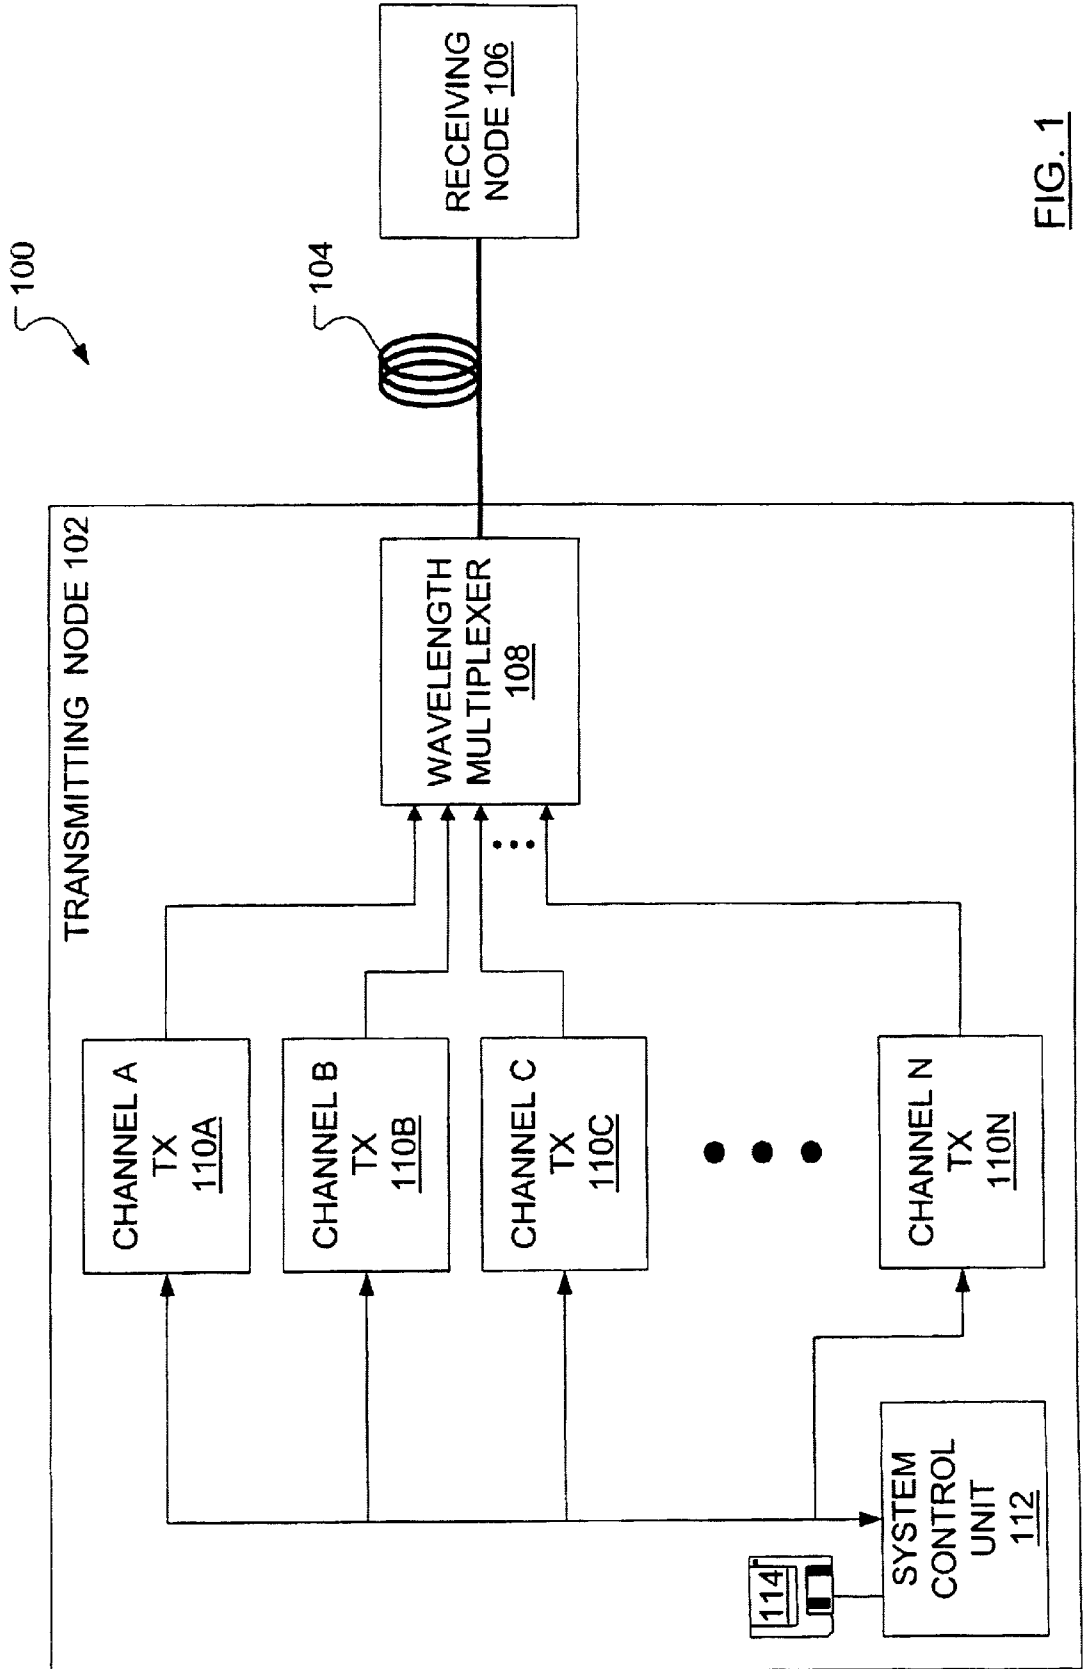 100
TRANSMITTING NODE 102
CHANNEL A
TX
110A
CHANNEL B
TX
110B
CHANNEL C
TX
110C
CHANNEL N
TX
110N
WAVELENGTH
MULTIPLEXER
108
104
RECEIVING
NODE 106
114
SYSTEM
CONTROL
UNIT
112
FIG. 1